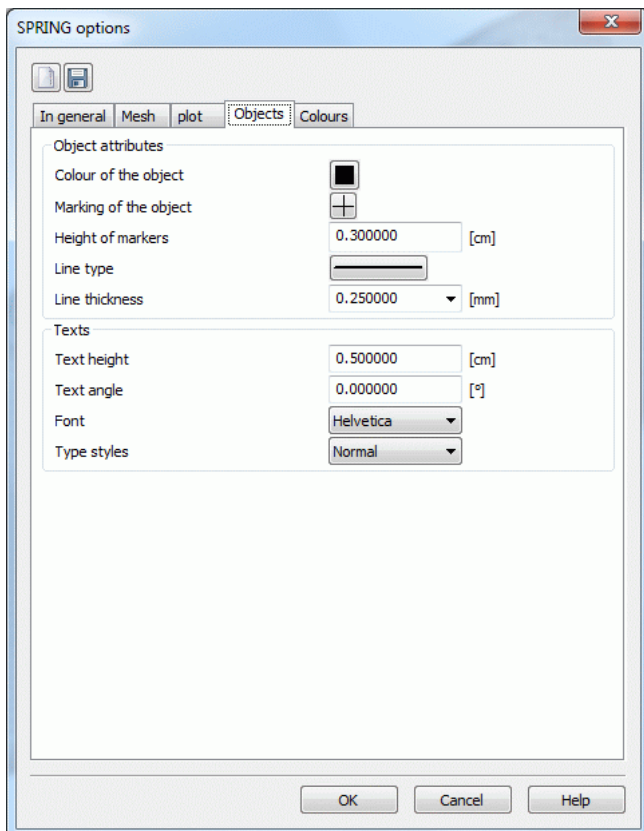 SPRING options
In general Mesh plot Objects Colours
Object attributes
Colour of the object
Marking of the object
Height of markers 0.300000 [cm]
Line type
Line thickness 0.250000 [mm]
Texts
Text height 0.500000 [cm]
Text angle 0.000000 [°]
Font Helvetica
Type styles Normal
OK Cancel Help